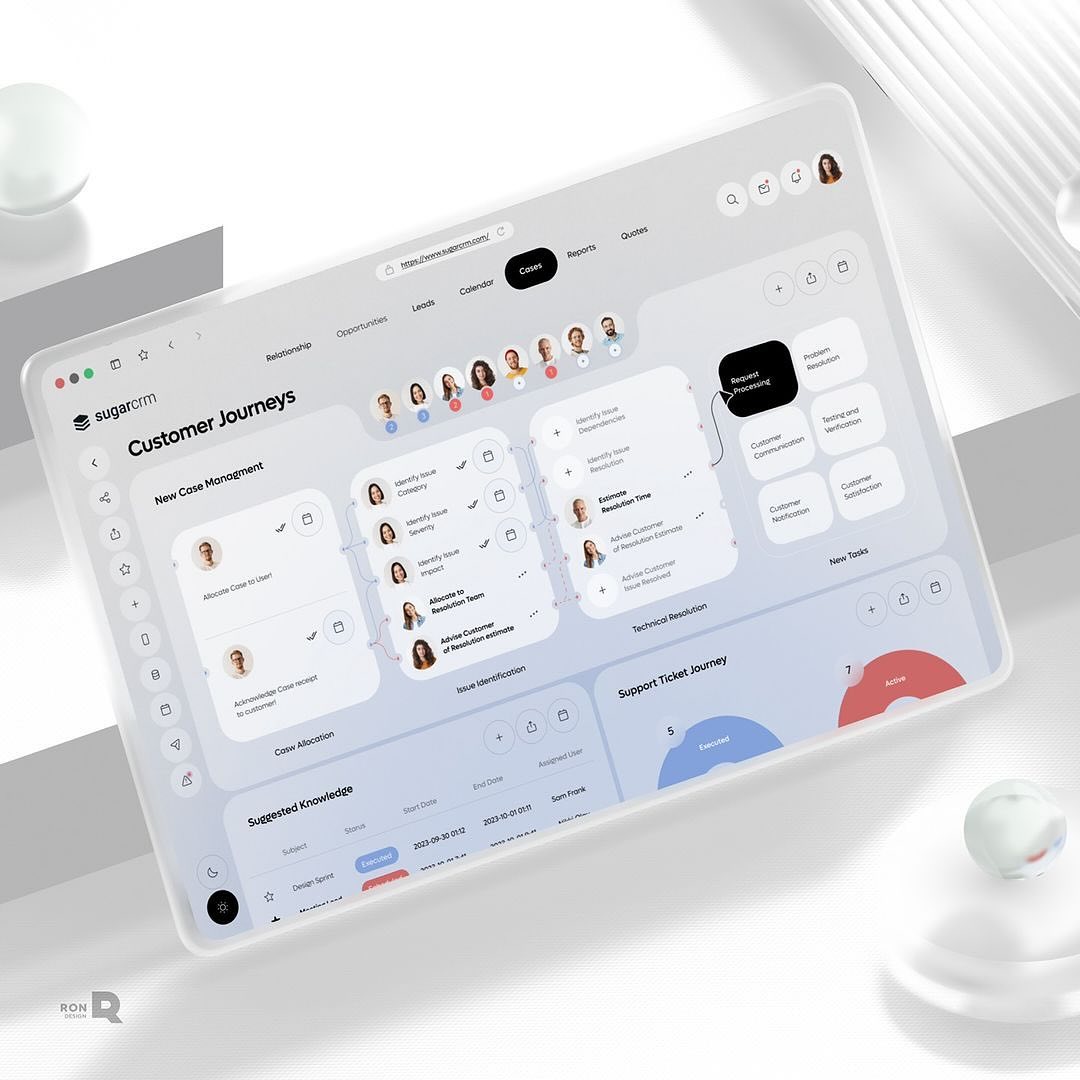 https://www.sugarcrm.com/
Relationship
Opportunities
Leads
Calendar
Cases
Reports
Quotes
sugarcrm
Customer Journeys
2
3
2
1
1
New Case Managment
Allocate Case to User!
Acknowledge Case receipt
to customer!
Casw Allocation
Identify Issue
Category
Identify Issue
Severity
Identify Issue
Impact
Allocate to
Resolution Team
Advise Customer
of Resolution estimate
Issue Identification
Identify Issue
Dependencies
Identify Issue
Resolution
Estimate
Resolution Time
Advise Customer
of Resolution Estimate
Advise Customer
Issue Resolved
Technical Resolution
Request
Processing
Problem
Resolution
Customer
Communication
Testing and
Verification
Customer
Notification
Customer
Satisfaction
New Tasks
Suggested Knowledge
Subject
Status
Start Date
End Date
Assigned User
Design Sprint
Executed
2023-09-30 01:12
2023-10-01 01:11
Sam Frank
Support Ticket Journey
5
Executed
7
Active
RON
DESIGN
R